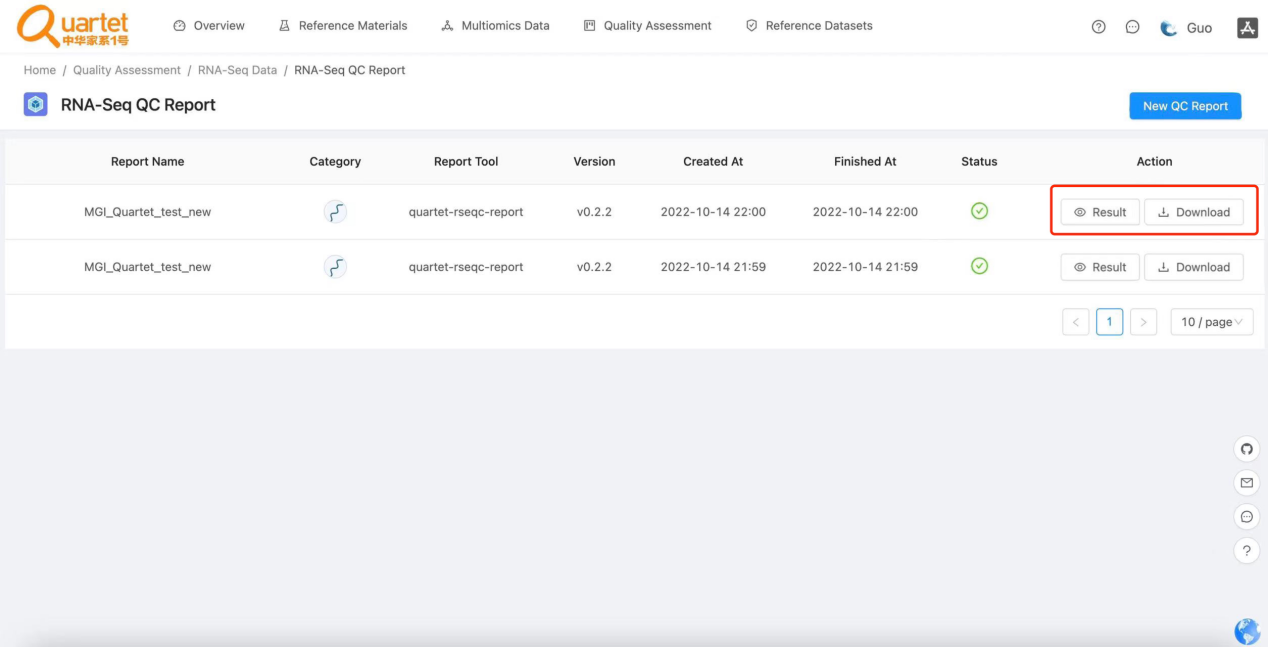 Quartet
中华家系1号
Overview
Reference Materials
Multiomics Data
Quality Assessment
Reference Datasets
Guo
Home / Quality Assessment / RNA-Seq Data / RNA-Seq QC Report
RNA-Seq QC Report
New QC Report
Report Name Category Report Tool Version Created At Finished At Status Action
MGI_Quartet_test_new quartet-rseqc-report v0.2.2 2022-10-14 22:00 2022-10-14 22:00 Result Download
MGI_Quartet_test_new quartet-rseqc-report v0.2.2 2022-10-14 21:59 2022-10-14 21:59 Result Download
< 1 > 10 / page
?